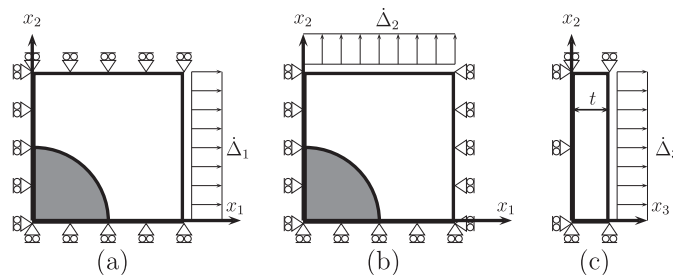 x₂
Δ̇₁
x₁
(a)
x₂
Δ̇₂
x₁
(b)
x₂
t
x₃
(c)